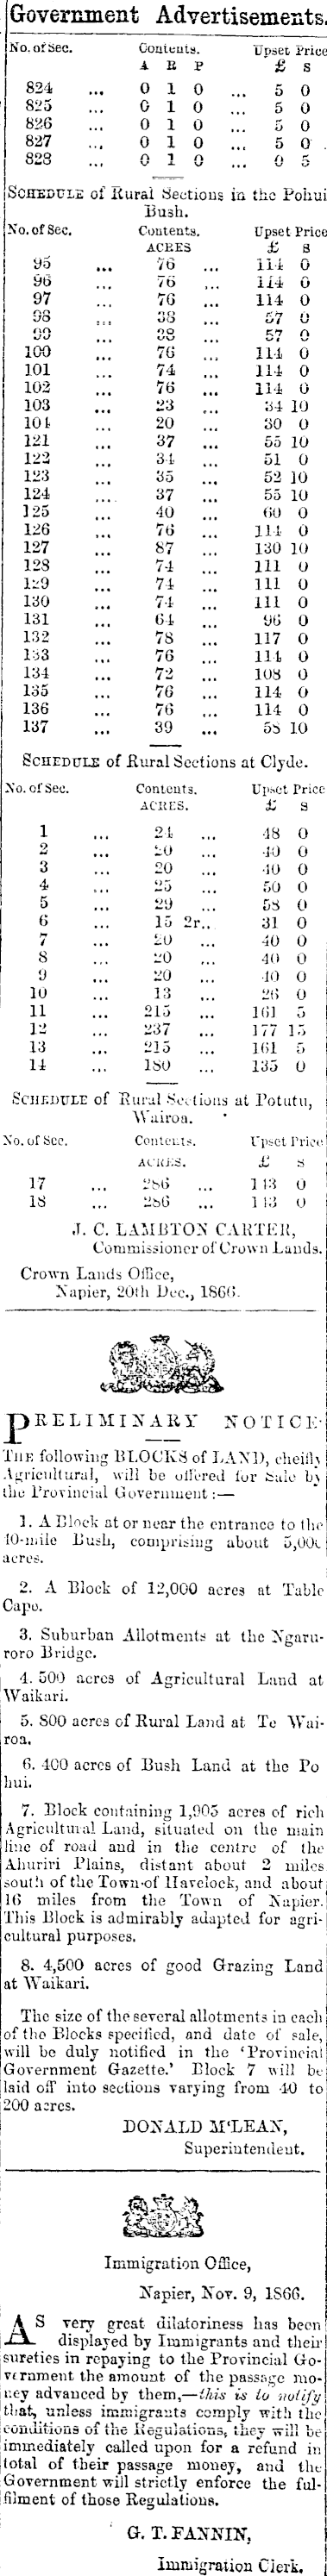 Government Advertisements.
No. of Sec. Contents. Upset Price
A R P £ s
824 ... 0 1 0 ... 5 0
825 ... 0 1 0 ... 5 0
826 ... 0 1 0 ... 5 0
827 ... 0 1 0 ... 5 0
828 ... 0 1 0 ... 0 5
SCHEDULE of Rural Sections in the Pohui
Bush.
No. of Sec. Contents. Upset Price
ACRES £ s
95 ... 76 ... 114 0
96 ... 76 ... 114 0
97 ... 76 ... 114 0
98 ... 38 ... 57 0
99 ... 38 ... 57 0
100 ... 76 ... 114 0
101 ... 74 ... 114 0
102 ... 76 ... 114 0
103 ... 23 ... 34 10
104 ... 20 ... 30 0
121 ... 37 ... 55 10
122 ... 34 ... 51 0
123 ... 35 ... 52 10
124 ... 37 ... 55 10
125 ... 40 ... 60 0
126 ... 76 ... 114 0
127 ... 87 ... 130 10
128 ... 74 ... 111 0
129 ... 74 ... 111 0
130 ... 74 ... 111 0
131 ... 64 ... 96 0
132 ... 78 ... 117 0
133 ... 76 ... 114 0
134 ... 72 ... 108 0
135 ... 76 ... 114 0
136 ... 76 ... 114 0
137 ... 39 ... 58 10
SCHEDULE of Rural Sections at Clyde.
No. of Sec. Contents. Upset Price
ACRES. £ s
1 ... 24 ... 48 0
2 ... 20 ... 40 0
3 ... 20 ... 40 0
4 ... 25 ... 50 0
5 ... 29 ... 58 0
6 ... 15 2r.. 31 0
7 ... 20 ... 40 0
8 ... 20 ... 40 0
9 ... 20 ... 40 0
10 ... 13 ... 26 0
11 ... 215 ... 161 5
12 ... 237 ... 177 15
13 ... 215 ... 161 5
14 ... 180 ... 135 0
SCHEDULE of Rural Sections at Potutu,
Wairoa.
No. of Sec. Contents. Upset Price
ACRES. £ s
17 ... 286 ... 143 0
18 ... 286 ... 143 0
J. C. LAMBTON CARTER,
Commissioner of Crown Lands.
Crown Lands Office,
Napier, 20th Dec., 1866.
PRELIMINARY NOTICE
THE following BLOCKS of LAND, cheifly
Agricultural, will be offered for Sale by
the Provincial Government:—
1. A Block at or near the entrance to the
40-mile Bush, comprising about 5,000
acres.
2. A Block of 12,000 acres at Table
Cape.
3. Suburban Allotments at the Ngaru-
roro Bridge.
4. 500 acres of Agricultural Land at
Waikari.
5. 800 acres of Rural Land at Te Wai-
roa.
6. 400 acres of Bush Land at the Po
hui.
7. Block containing 1,905 acres of rich
Agricultural Land, situated on the main
line of road and in the centre of the
Ahuriri Plains, distant about 2 miles
south of the Town of Havelock, and about
16 miles from the Town of Napier.
This Block is admirably adapted for agri-
cultural purposes.
8. 4,500 acres of good Grazing Land
at Waikari.
The size of the several allotments in each
of the Blocks specified, and date of sale,
will be duly notified in the 'Provincial
Government Gazette.' Block 7 will be
laid off into sections varying from 40 to
200 acres.
DONALD M'LEAN,
Superintendent.
Immigration Office,
Napier, Nov. 9, 1866.
AS very great dilatoriness has been
displayed by Immigrants and their
sureties in repaying to the Provincial Go-
vernment the amount of the passage mo-
ney advanced by them,—this is to notify
that, unless immigrants comply with the
conditions of the Regulations, they will be
immediately called upon for a refund in
total of their passage money, and the
Government will strictly enforce the ful-
filment of those Regulations.
G. T. FANNIN,
Immigration Clerk.